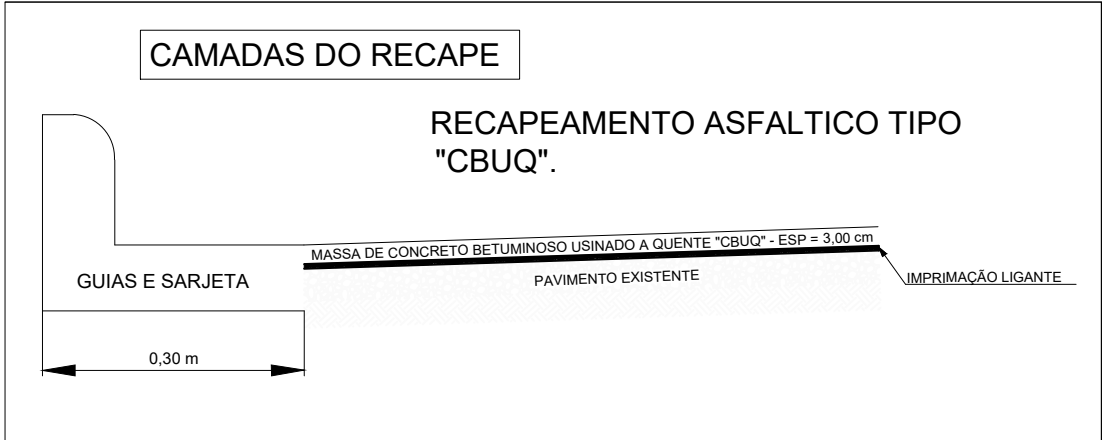 CAMADAS DO RECAPE
RECAPEAMENTO ASFALTICO TIPO
"CBUQ".
MASSA DE CONCRETO BETUMINOSO USINADO A QUENTE "CBUQ" - ESP = 3,00 cm
GUIAS E SARJETA
PAVIMENTO EXISTENTE
IMPRIMAÇÃO LIGANTE
0,30 m